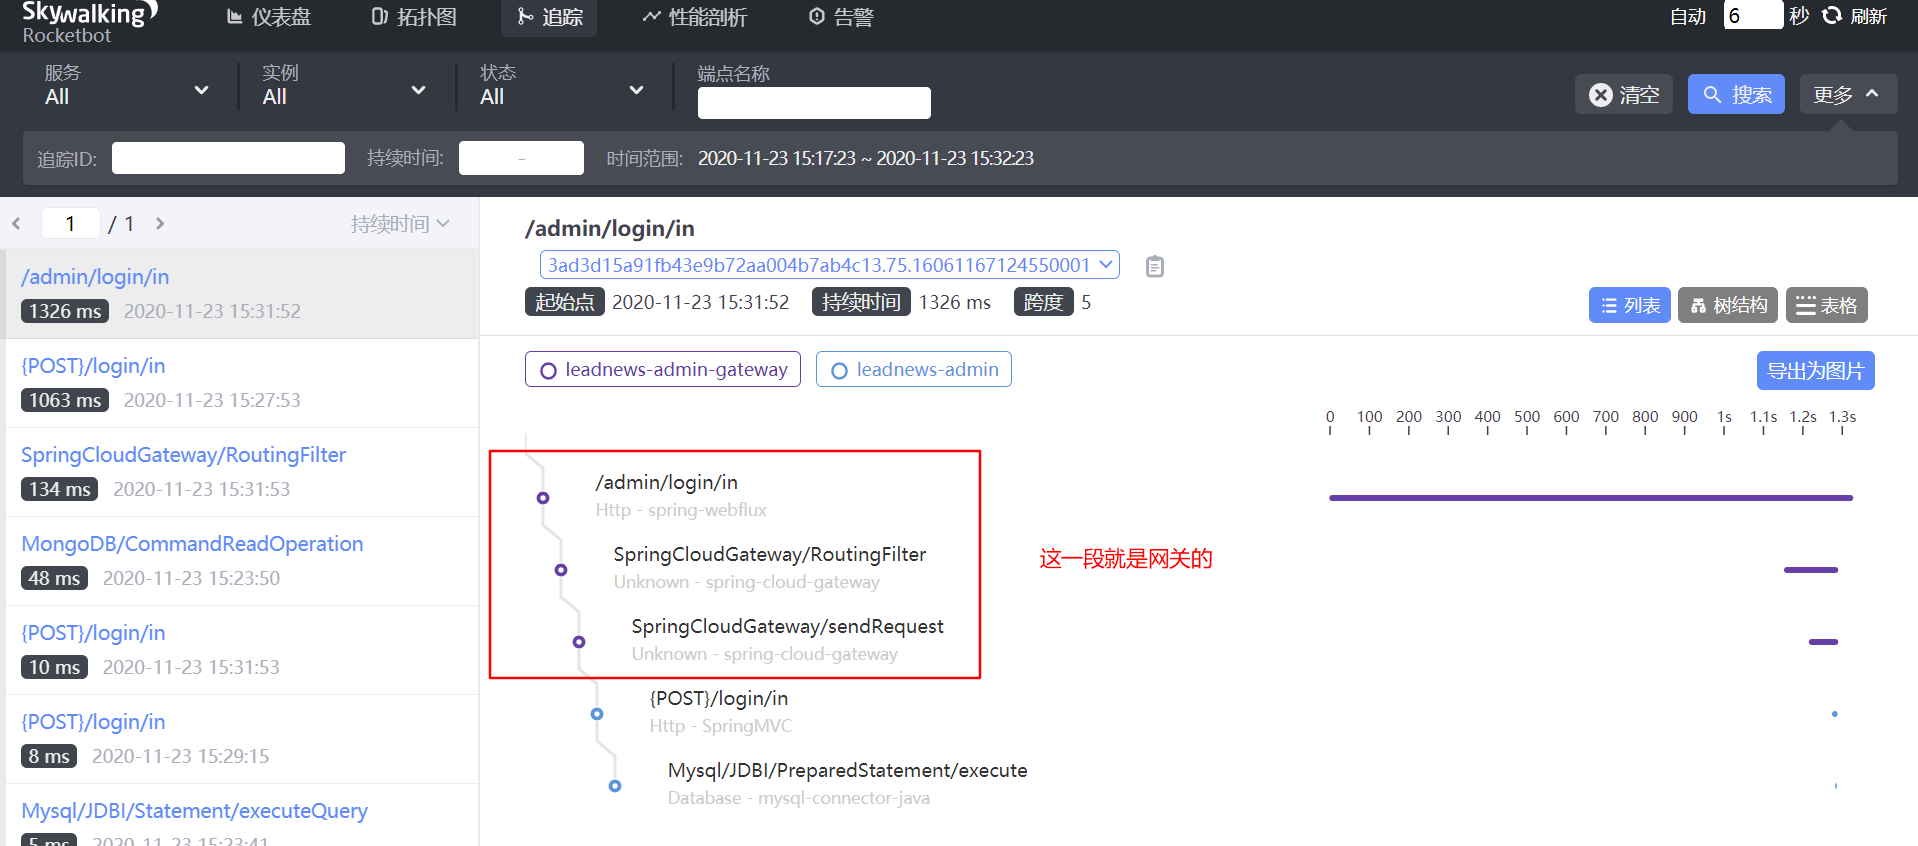 Skywalking
Rocketbot
仪表盘
拓扑图
追踪
性能剖析
告警
自动
6
秒
刷新
服务
All
实例
All
状态
All
端点名称
清空
搜索
更多
追踪ID:
持续时间:
-
时间范围:
2020-11-23 15:17:23 ~ 2020-11-23 15:32:23
1 / 1
持续时间
/admin/login/in
1326 ms 2020-11-23 15:31:52
{POST}/login/in
1063 ms 2020-11-23 15:27:53
SpringCloudGateway/RoutingFilter
134 ms 2020-11-23 15:31:53
MongoDB/CommandReadOperation
48 ms 2020-11-23 15:23:50
{POST}/login/in
10 ms 2020-11-23 15:31:53
{POST}/login/in
8 ms 2020-11-23 15:29:15
Mysql/JDBI/Statement/executeQuery
5 ms 2020-11-23 15:23:41
/admin/login/in
3ad3d15a91fb43e9b72aa004b7ab4c13.75.16061167124550001
起始点 2020-11-23 15:31:52 持续时间 1326 ms 跨度 5
列表
树结构
表格
leadnews-admin-gateway
leadnews-admin
导出为图片
0 100 200 300 400 500 600 700 800 900 1s 1.1s 1.2s 1.3s
/admin/login/in
Http - spring-webflux
SpringCloudGateway/RoutingFilter
Unknown - spring-cloud-gateway
这一段就是网关的
SpringCloudGateway/sendRequest
Unknown - spring-cloud-gateway
{POST}/login/in
Http - SpringMVC
Mysql/JDBI/PreparedStatement/execute
Database - mysql-connector-java